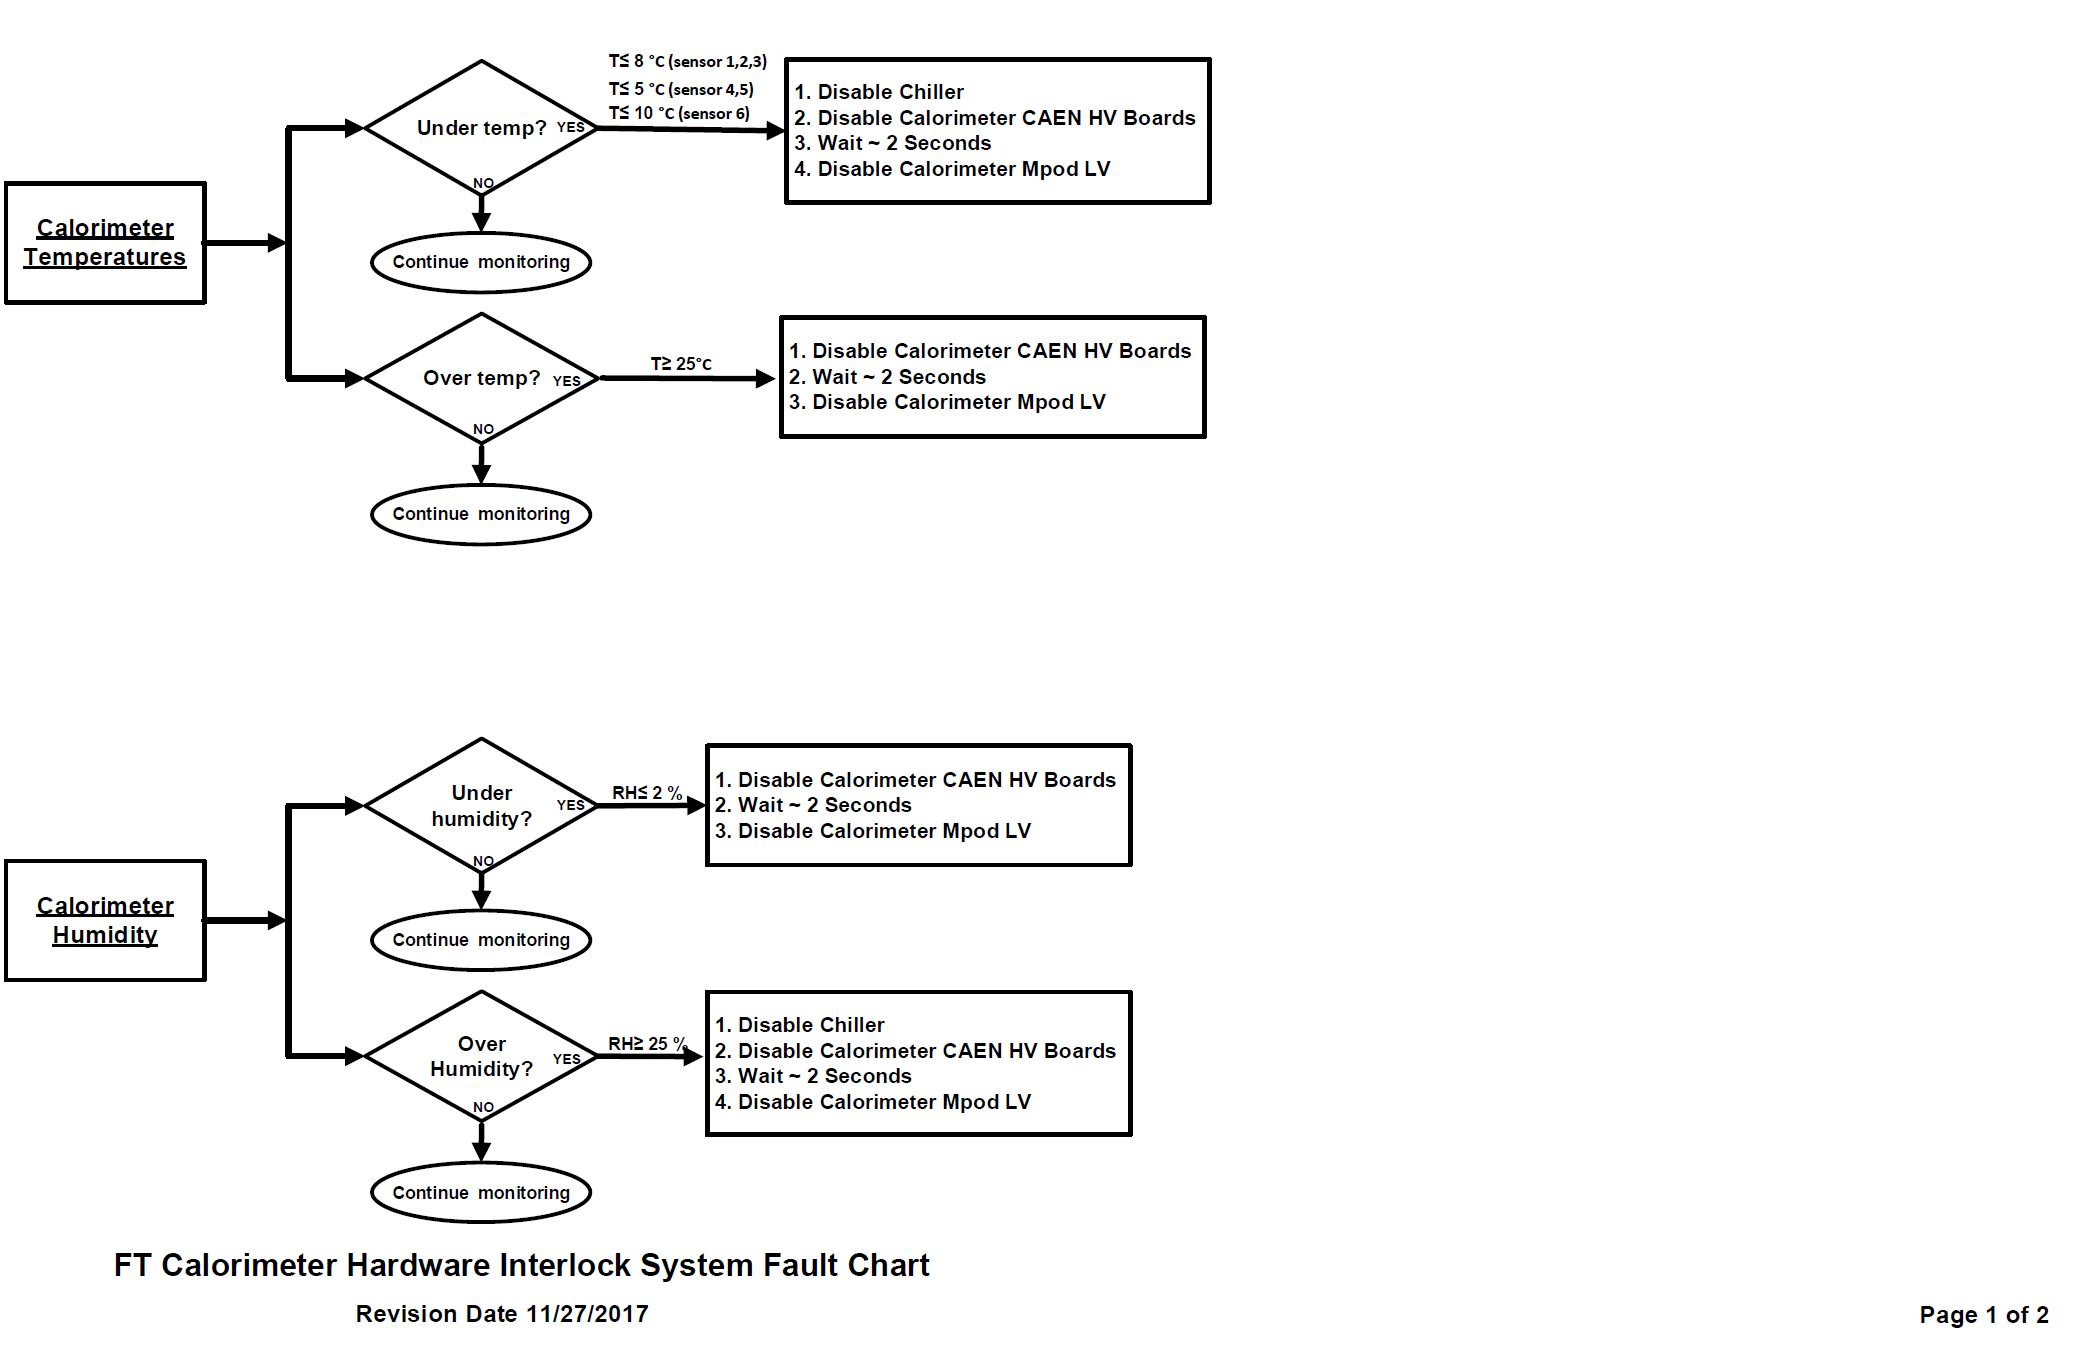 T≤ 8 °C (sensor 1,2,3)
T≤ 5 °C (sensor 4,5)
T≤ 10 °C (sensor 6)
Under temp? YES
NO
1. Disable Chiller
2. Disable Calorimeter CAEN HV Boards
3. Wait ~ 2 Seconds
4. Disable Calorimeter Mpod LV
Calorimeter
Temperatures
Continue monitoring
Over temp? YES
NO
T≥ 25°C
1. Disable Calorimeter CAEN HV Boards
2. Wait ~ 2 Seconds
3. Disable Calorimeter Mpod LV
Continue monitoring
Under
humidity?
YES
NO
RH≤ 2 %
1. Disable Calorimeter CAEN HV Boards
2. Wait ~ 2 Seconds
3. Disable Calorimeter Mpod LV
Calorimeter
Humidity
Continue monitoring
Over
Humidity?
YES
NO
RH≥ 25 %
1. Disable Chiller
2. Disable Calorimeter CAEN HV Boards
3. Wait ~ 2 Seconds
4. Disable Calorimeter Mpod LV
Continue monitoring
FT Calorimeter Hardware Interlock System Fault Chart
Revision Date 11/27/2017
Page 1 of 2